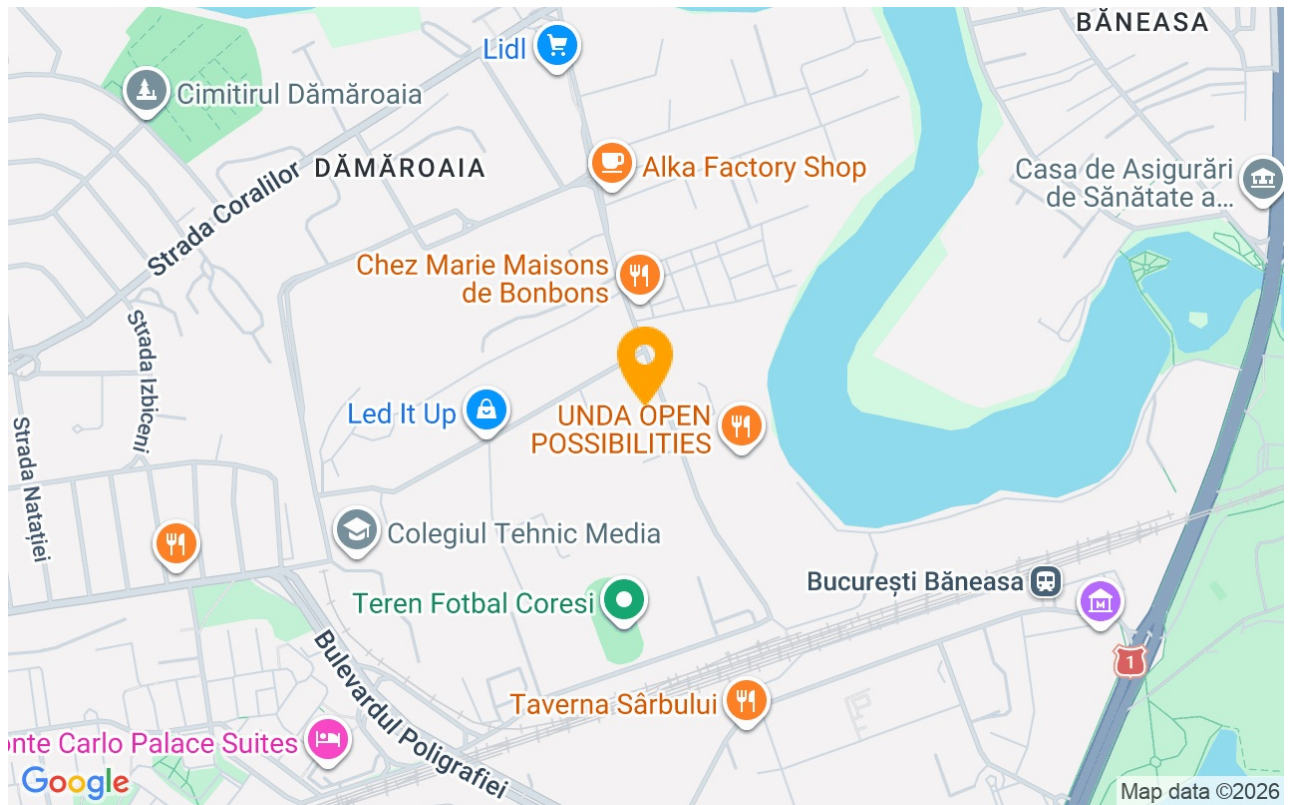 BĂNEASA
Lidl
Cimitirul Dămăroaia
DĂMĂROAIA
Alka Factory Shop
Casa de Asigurări
de Sănătate a...
Strada Coralilor
Chez Marie Maisons
de Bonbons
Strada Izbiceni
Led It Up
UNDA OPEN
POSSIBILITIES
Strada Natației
Colegiul Tehnic Media
București Băneasa
Teren Fotbal Coresi
M
1
Bulevardul Poligrafiei
Taverna Sârbului
P
onte Carlo Palace Suites
Google
Map data ©2026